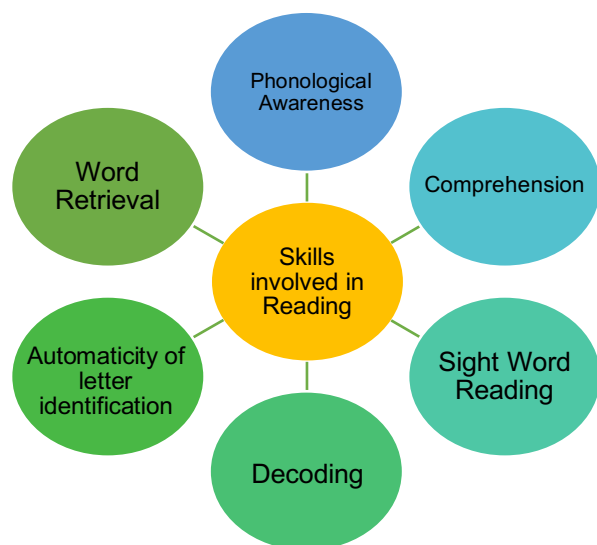 Phonological
Awareness
Comprehension
Sight Word
Reading
Decoding
Automaticity of
letter
identification
Word
Retrieval
Skills
involved in
Reading